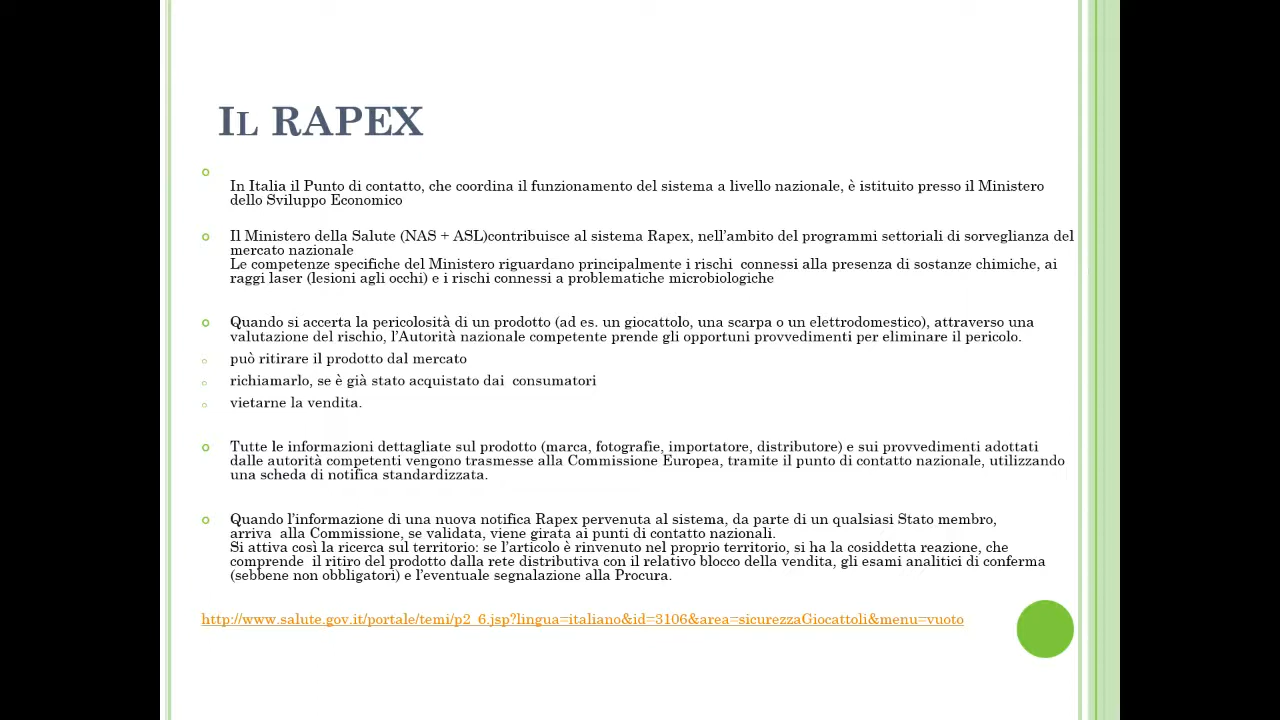 Il RAPEX
In Italia il Punto di contatto, che coordina il funzionamento del sistema a livello nazionale, è istituito presso il Ministero
dello Sviluppo Economico
Il Ministero della Salute (NAS + ASL)contribuisce al sistema Rapex, nell'ambito del programmi settoriali di sorveglianza del
mercato nazionale
Le competenze specifiche del Ministero riguardano principalmente i rischi connessi alla presenza di sostanze chimiche, ai
raggi laser (lesioni agli occhi) e i rischi connessi a problematiche microbiologiche
Quando si accerta la pericolosità di un prodotto (ad es. un giocattolo, una scarpa o un elettrodomestico), attraverso una
valutazione del rischio, l'Autorità nazionale competente prende gli opportuni provvedimenti per eliminare il pericolo.
può ritirare il prodotto dal mercato
richiamarlo, se è già stato acquistato dai consumatori
vietarne la vendita.
Tutte le informazioni dettagliate sul prodotto (marca, fotografie, importatore, distributore) e sui provvedimenti adottati
dalle autorità competenti vengono trasmesse alla Commissione Europea, tramite il punto di contatto nazionale, utilizzando
una scheda di notifica standardizzata.
Quando l'informazione di una nuova notifica Rapex pervenuta al sistema, da parte di un qualsiasi Stato membro,
arriva alla Commissione, se validata, viene girata ai punti di contatto nazionali.
Si attiva così la ricerca sul territorio: se l'articolo è rinvenuto nel proprio territorio, si ha la cosiddetta reazione, che
comprende il ritiro del prodotto dalla rete distributiva con il relativo blocco della vendita, gli esami analitici di conferma
(sebbene non obbligatori) e l'eventuale segnalazione alla Procura.
http://www.salute.gov.it/portale/temi/p2_6.jsp?lingua=italiano&id=3106&area=sicurezzaGiocattoli&menu=vuoto